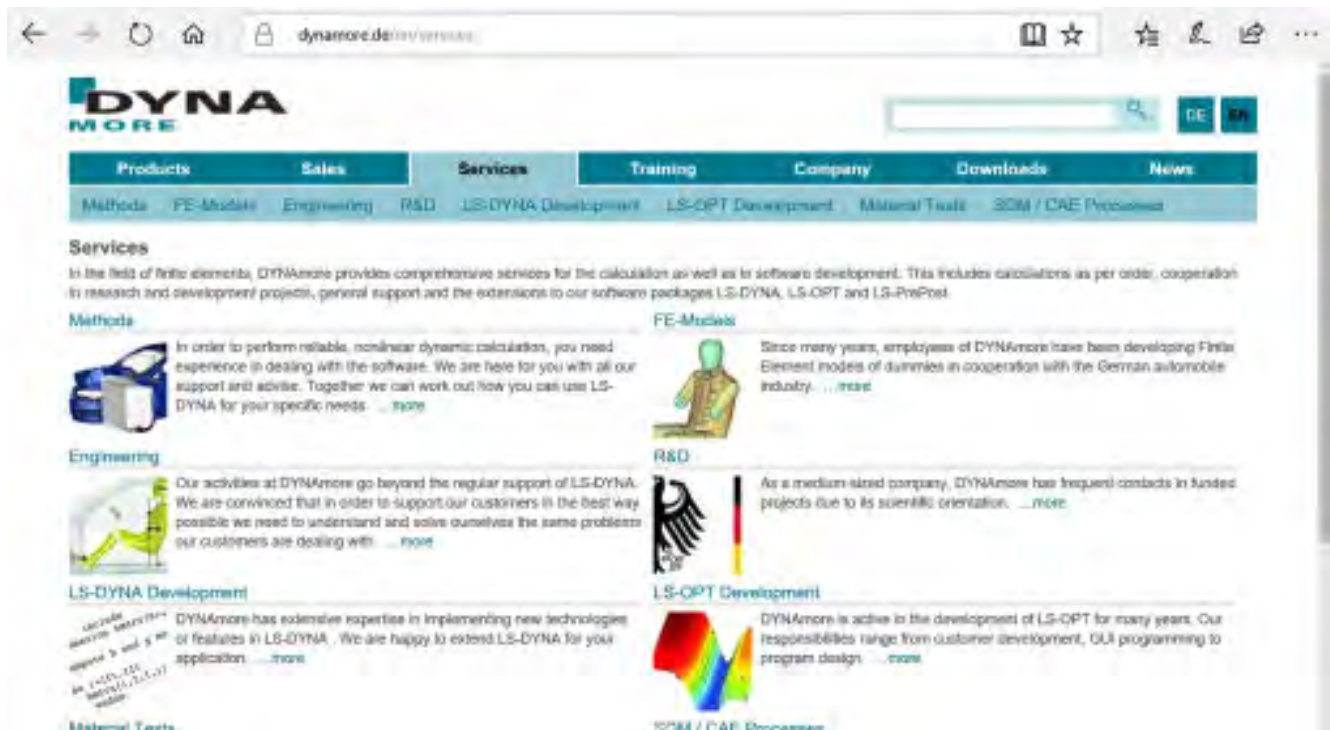 dynamore.de/en/services
DYNA
MORE
DE EN
Products Sales Services Training Company Downloads News
Methods FE-Models Engineering R&D LS-DYNA Development LS-OPT Development Material Tests SDM / CAE Processes
Services
In the field of finite elements, DYNAmore provides comprehensive services for the calculation as well as in software development. This includes calculations as per order, cooperation
in research and development projects, general support and the extensions to our software packages LS-DYNA, LS-OPT and LS-PrePost.
Methods
In order to perform reliable, nonlinear dynamic calculation, you need
experience in dealing with the software. We are here for you with all our
support and advise. Together we can work out how you can use LS-
DYNA for your specific needs. ... more
FE-Models
Since many years, employees of DYNAmore have been developing Finite
Element models of dummies in cooperation with the German automobile
industry. ... more
Engineering
Our activities at DYNAmore go beyond the regular support of LS-DYNA.
We are convinced that in order to support our customers in the best way
possible we need to understand and solve ourselves the same problems
our customers are dealing with. ... more
R&D
As a medium-sized company, DYNAmore has frequent contacts in funded
projects due to its scientific orientation. ... more
LS-DYNA Development
DYNAmore has extensive expertise in implementing new technologies
or features in LS-DYNA . We are happy to extend LS-DYNA for your
application. ... more
LS-OPT Development
DYNAmore is active in the development of LS-OPT for many years. Our
responsibilities range from customer development, GUI programming to
program design. ... more
Material Tests
SDM / CAE Processes